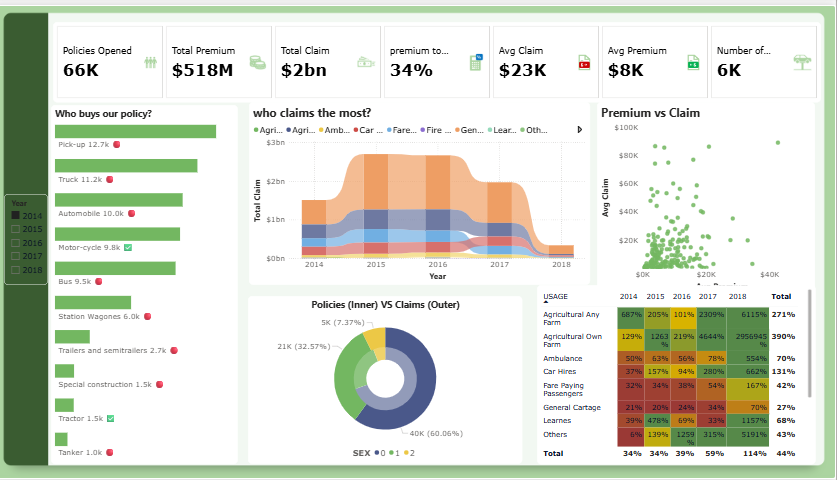 Policies Opened
66K
Total Premium
$518M
Total Claim
$2bn
premium to...
34%
Avg Claim
$23K
Avg Premium
$8K
Number of...
6K
Year
2014
2015
2016
2017
2018
Who buys our policy?
Pick-up 12.7k
Truck 11.2k
Automobile 10.0k
Motor-cycle 9.8k
Bus 9.5k
Station Wagones 6.0k
Trailers and semitrailers 2.7k
Special construction 1.5k
Tractor 1.5k
Tanker 1.0k
who claims the most?
Agri... Agri... Amb... Car ... Fare... Fire ... Gen... Lear... Oth...
$3bn
$2bn
$1bn
$0bn
Total Claim
2014 2015 2016 2017 2018
Year
Premium vs Claim
$100K
$80K
$60K
$40K
$20K
Avg Claim
$0K $20K $40K
Policies (Inner) VS Claims (Outer)
5K (7.37%)
21K (32.57%)
40K (60.06%)
SEX 0 1 2
USAGE 2014 2015 2016 2017 2018 Total
Agricultural Any 687% 205% 101% 2309% 6115% 271%
Farm
Agricultural Own 129% 1263 219% 4644% 2956945 390%
Farm % %
Ambulance 50% 63% 56% 78% 554% 70%
Car Hires 37% 157% 94% 280% 662% 131%
Fare Paying 32% 34% 38% 54% 167% 42%
Passengers
General Cartage 21% 20% 24% 34% 70% 27%
Learnes 39% 478% 69% 33% 1157% 68%
Others 6% 139% 1259 315% 5191% 43%
%
Total 34% 34% 39% 59% 114% 44%